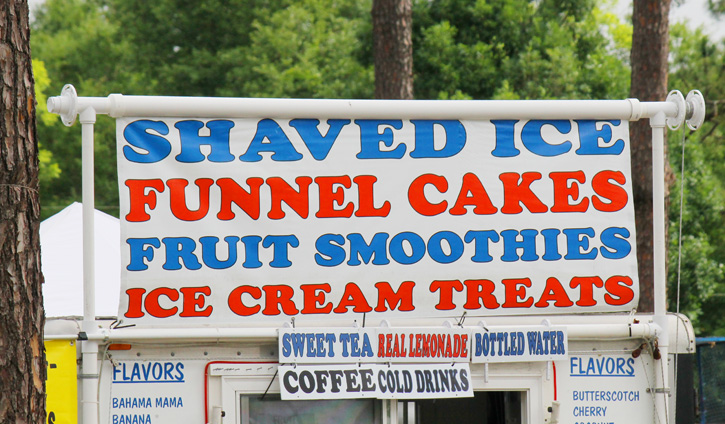 SHAVED ICE
FUNNEL CAKES
FRUIT SMOOTHIES
ICE CREAM TREATS
SWEET TEA REAL LEMONADE BOTTLED WATER
COFFEE COLD DRINKS
FLAVORS
BAHAMA MAMA
BANANA
FLAVORS
BUTTERSCOTCH
CHERRY